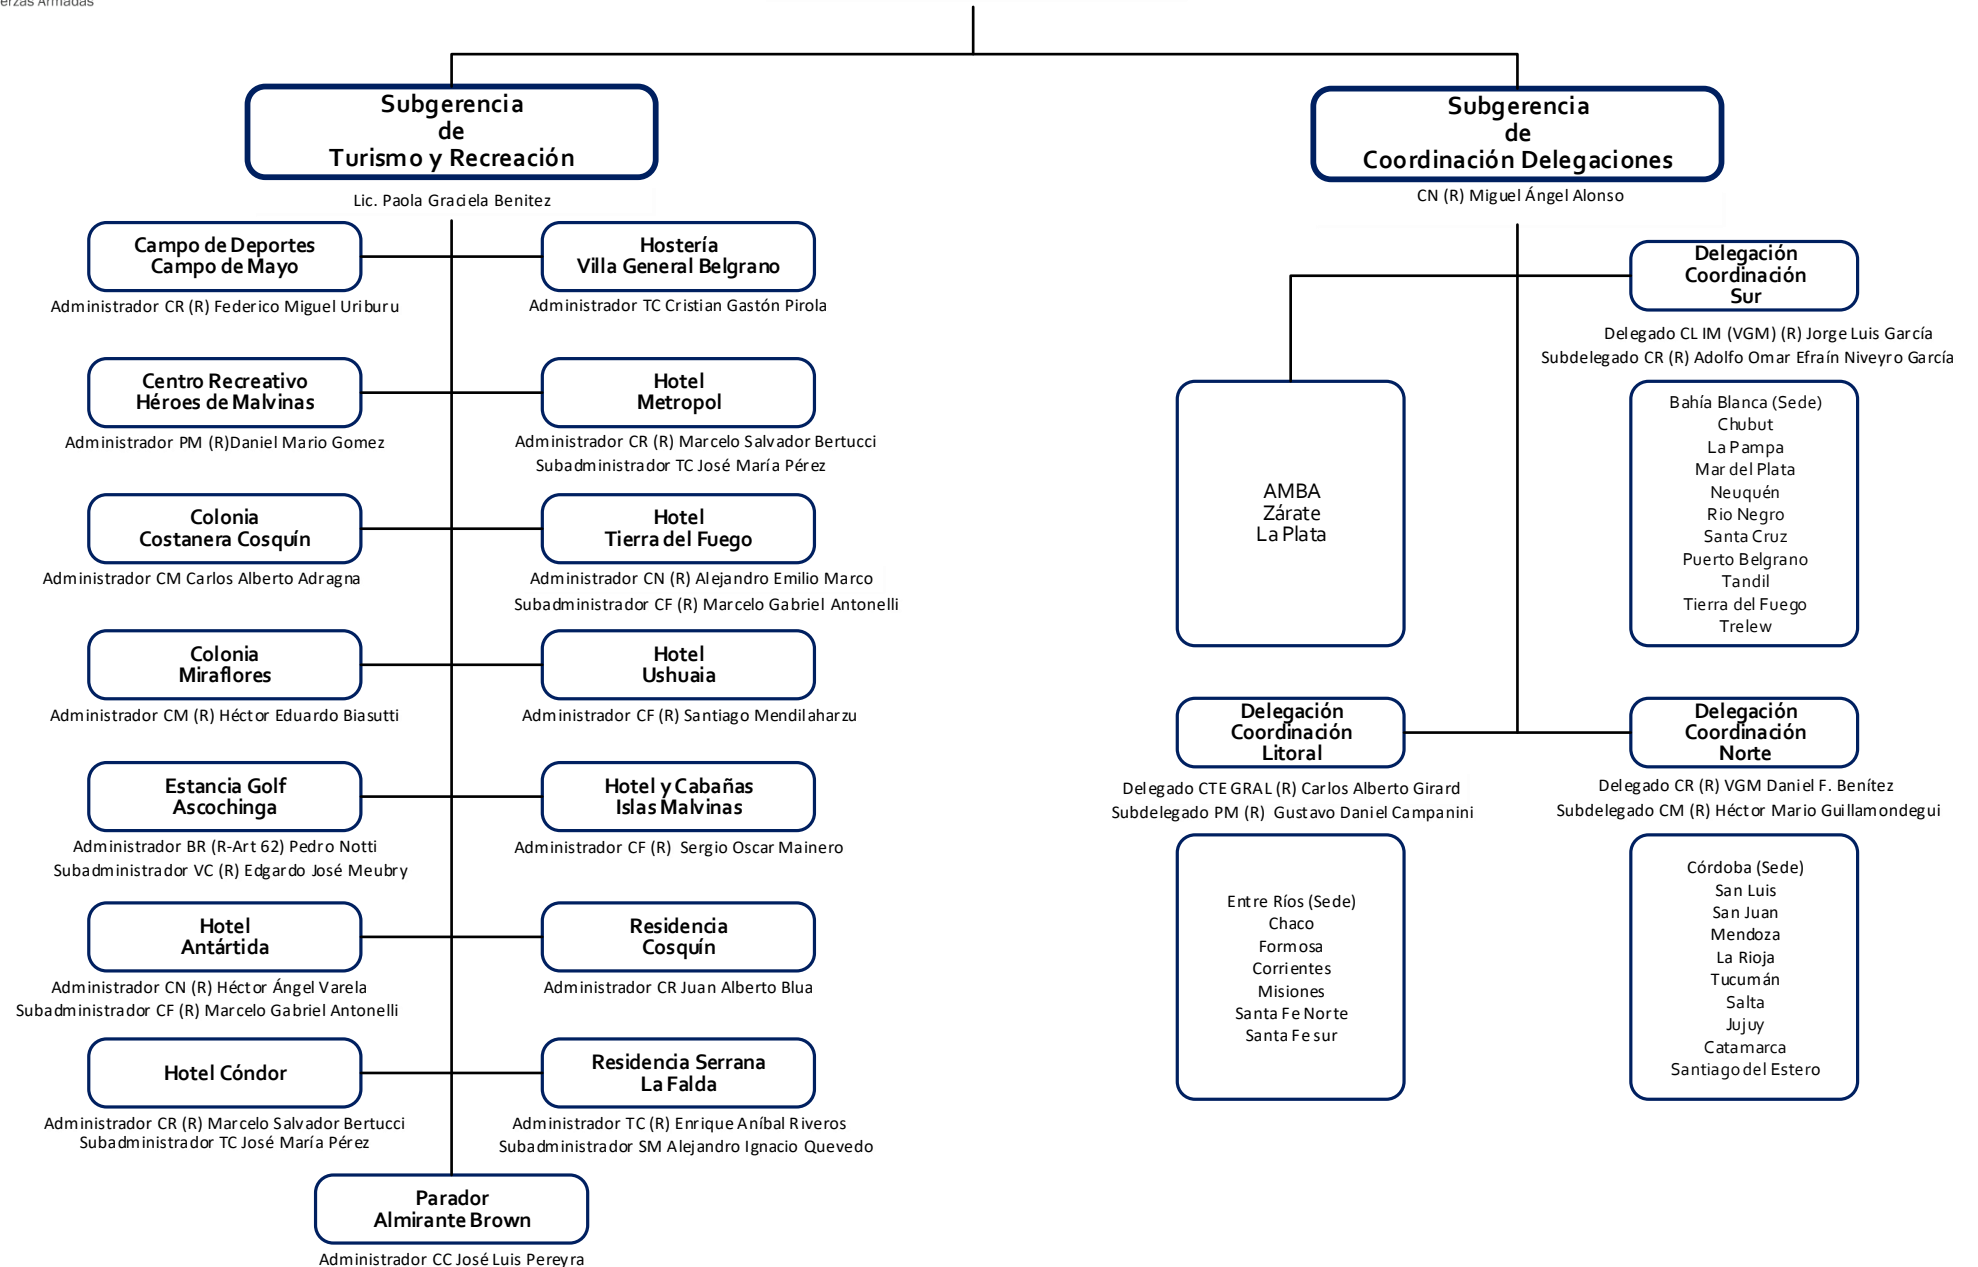 Subgerencia
de
Turismo y Recreación
Lic. Paola Graciela Benitez
Campo de Deportes
Campo de Mayo
Administrador CR (R) Federico Miguel Uriburu
Hostería
Villa General Belgrano
Administrador TC Cristian Gastón Pirola
Centro Recreativo
Héroes de Malvinas
Administrador PM (R)Daniel Mario Gomez
Hotel
Metropol
Administrador CR (R) Marcelo Salvador Bertucci
Subadministrador TC José María Pérez
Colonia
Costanera Cosquín
Administrador CM Carlos Alberto Adragna
Hotel
Tierra del Fuego
Administrador CN (R) Alejandro Emilio Marco
Subadministrador CF (R) Marcelo Gabriel Antonelli
Colonia
Miraflores
Administrador CM (R) Héctor Eduardo Biasutti
Hotel
Ushuaia
Administrador CF (R) Santiago Mendilaharzu
Estancia Golf
Ascochinga
Administrador BR (R-Art 62) Pedro Notti
Subadministrador VC (R) Edgardo José Meubry
Hotel y Cabañas
Islas Malvinas
Administrador CF (R) Sergio Oscar Mainero
Hotel
Antártida
Administrador CN (R) Héctor Ángel Varela
Subadministrador CF (R) Marcelo Gabriel Antonelli
Residencia
Cosquín
Administrador CR Juan Alberto Blua
Hotel Cóndor
Administrador CR (R) Marcelo Salvador Bertucci
Subadministrador TC José María Pérez
Residencia Serrana
La Falda
Administrador TC (R) Enrique Aníbal Riveros
Subadministrador SM Alejandro Ignacio Quevedo
Parador
Almirante Brown
Administrador CC José Luis Pereyra
Subgerencia
de
Coordinación Delegaciones
CN (R) Miguel Ángel Alonso
Delegación
Coordinación
Sur
Delegado CL IM (VGM) (R) Jorge Luis García
Subdelegado CR (R) Adolfo Omar Efraín Niveyro García
AMBA
Zárate
La Plata
Bahía Blanca (Sede)
Chubut
La Pampa
Mar del Plata
Neuquén
Rio Negro
Santa Cruz
Puerto Belgrano
Tandil
Tierra del Fuego
Trelew
Delegación
Coordinación
Litoral
Delegado CTE GRAL (R) Carlos Alberto Girard
Subdelegado PM (R) Gustavo Daniel Campanini
Entre Ríos (Sede)
Chaco
Formosa
Corrientes
Misiones
Santa Fe Norte
Santa Fe sur
Delegación
Coordinación
Norte
Delegado CR (R) VGM Daniel F. Benítez
Subdelegado CM (R) Héctor Mario Guillamondegui
Córdoba (Sede)
San Luis
San Juan
Mendoza
La Rioja
Tucumán
Salta
Jujuy
Catamarca
Santiago del Estero